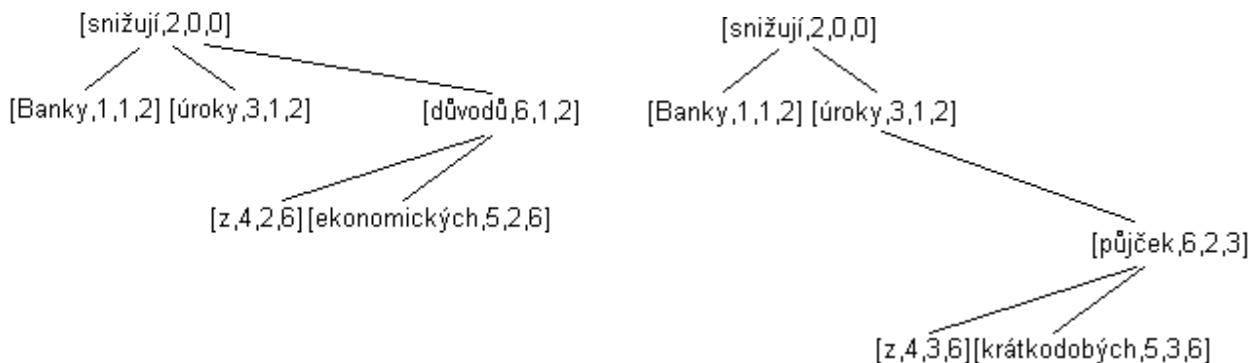 [snižují,2,0,0]
[Banky,1,1,2] [úroky,3,1,2] [důvodů,6,1,2]
[z,4,2,6] [ekonomických,5,2,6]
[snižují,2,0,0]
[Banky,1,1,2] [úroky,3,1,2]
[půjček,6,2,3]
[z,4,3,6] [krátkodobých,5,3,6]